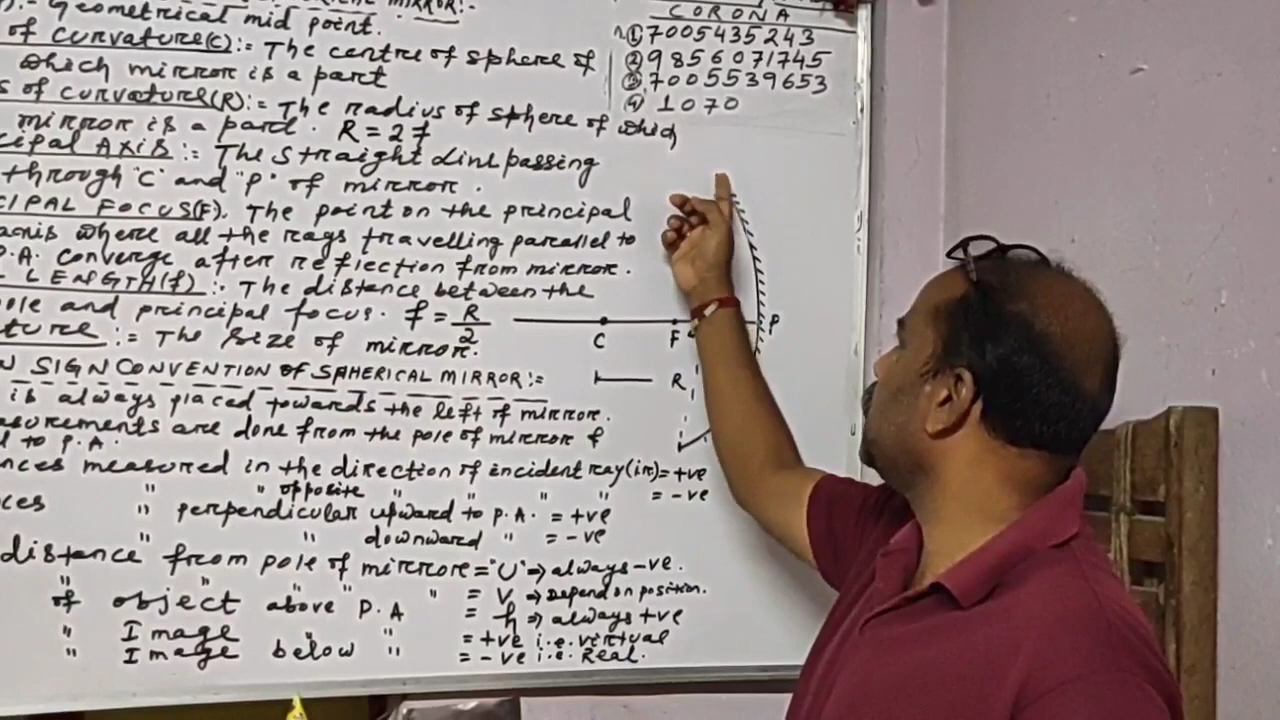 MIRROR:-
:- Geometrical mid point.
OF CURVATURE(C):= The centre of sphere of
which mirror is a part
S OF CURVATURE(R):= The radius of sphere of which
mirror is a part. R = 2f
CIPAL AXIS:= The straight line passing
through "C" and "P" of mirror.
CIPAL FOCUS(F). The point on the principal
axis where all the rays travelling parallel to
P.A. converge after reflection from mirror.
LENGTH(f):- The distance between the
pole and principal focus. f = R/2
TURE := The size of mirror.
N SIGN CONVENTION OF SPHERICAL MIRROR:=
is always placed towards the left of mirror.
asurements are done from the pole of mirror &
l to P.A.
nces measured in the direction of incident ray(ir)=+ve
" " opposite " " " " = -ve
ces " perpendicular upward to P.A. = +ve
" " downward " = -ve
distance from pole of mirror="U"⇒always-ve.
" " " " = V ⇒ Depend on position.
of object above P.A = h ⇒ always +ve
" Image " " = +ve i.e. virtual
" Image below " = -ve i.e. Real.
CORONA
① 7005435243
② 9856071745
③ 7005539653
④ 1070
C F P
R